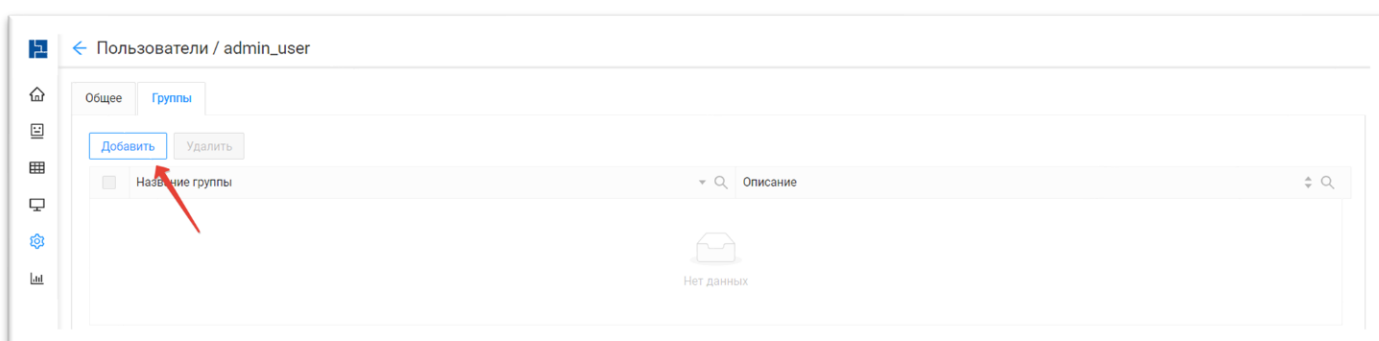 Пользователи / admin_user
Общее Группы
Добавить Удалить
Название группы Описание
Нет данных